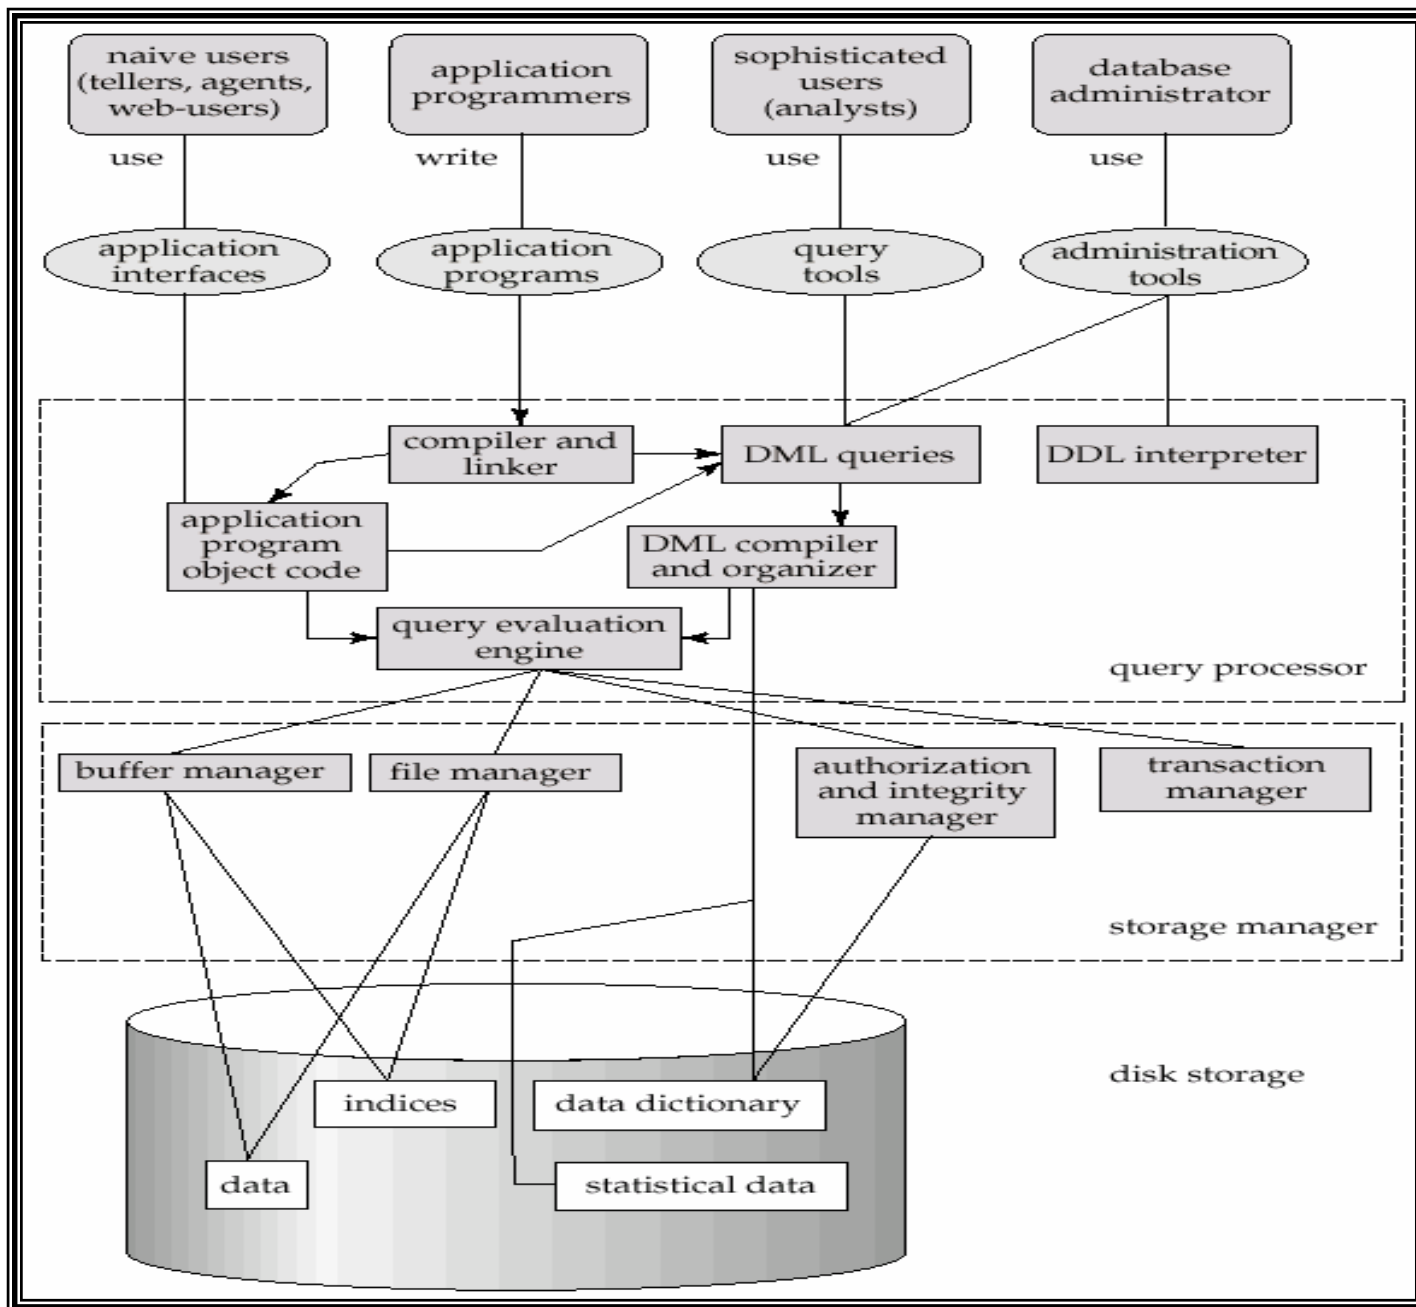 naive users
(tellers, agents,
web-users)
application
programmers
sophisticated
users
(analysts)
database
administrator
use
write
use
use
application
interfaces
application
programs
query
tools
administration
tools
compiler and
linker
DML queries
DDL interpreter
application
program
object code
DML compiler
and organizer
query evaluation
engine
query processor
buffer manager
file manager
authorization
and integrity
manager
transaction
manager
storage manager
disk storage
indices
data dictionary
data
statistical data